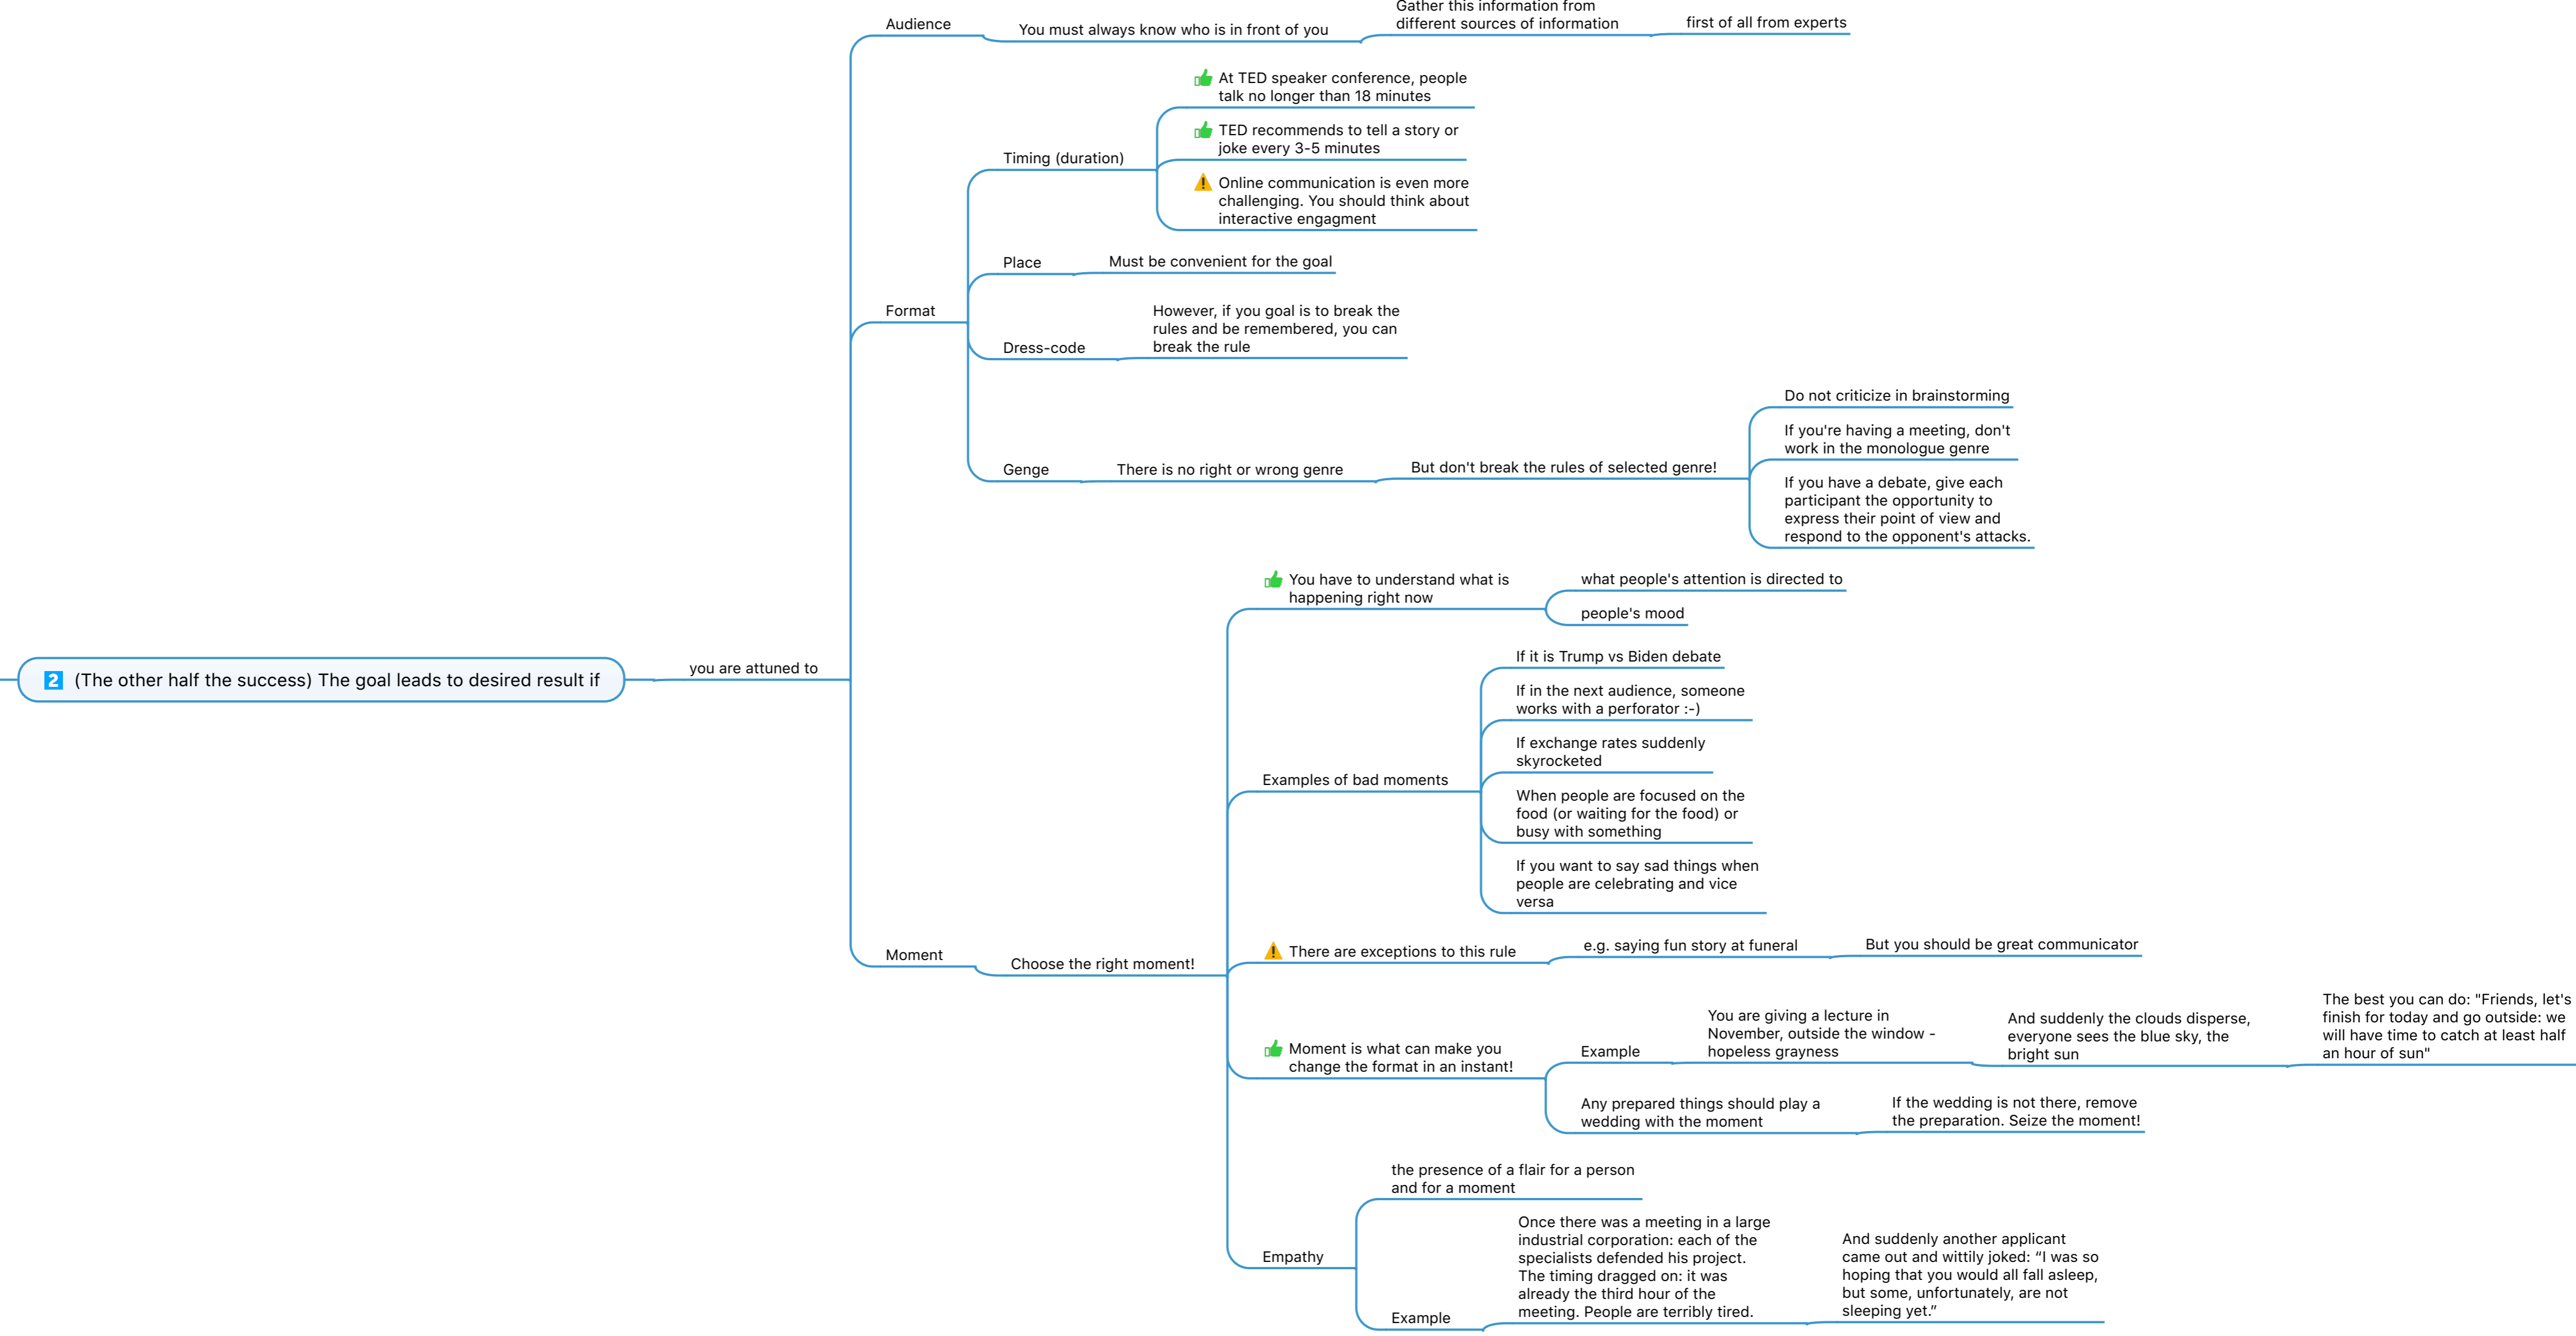 Audience
You must always know who is in front of you
Gather this information from
different sources of information
first of all from experts
At TED speaker conference, people
talk no longer than 18 minutes
TED recommends to tell a story or
joke every 3-5 minutes
Timing (duration)
Online communication is even more
challenging. You should think about
interactive engagment
Place
Must be convenient for the goal
Format
However, if you goal is to break the
rules and be remembered, you can
break the rule
Dress-code
Do not criticize in brainstorming
If you're having a meeting, don't
work in the monologue genre
Genge
There is no right or wrong genre
But don't break the rules of selected genre!
If you have a debate, give each
participant the opportunity to
express their point of view and
respond to the opponent's attacks.
You have to understand what is
happening right now
what people's attention is directed to
people's mood
2 (The other half the success) The goal leads to desired result if
you are attuned to
If it is Trump vs Biden debate
If in the next audience, someone
works with a perforator :-)
If exchange rates suddenly
skyrocketed
Examples of bad moments
When people are focused on the
food (or waiting for the food) or
busy with something
If you want to say sad things when
people are celebrating and vice
versa
Moment
Choose the right moment!
There are exceptions to this rule
e.g. saying fun story at funeral
But you should be great communicator
Moment is what can make you
change the format in an instant!
Example
You are giving a lecture in
November, outside the window -
hopeless grayness
And suddenly the clouds disperse,
everyone sees the blue sky, the
bright sun
The best you can do: "Friends, let's
finish for today and go outside: we
will have time to catch at least half
an hour of sun"
Any prepared things should play a
wedding with the moment
If the wedding is not there, remove
the preparation. Seize the moment!
Empathy
the presence of a flair for a person
and for a moment
Example
Once there was a meeting in a large
industrial corporation: each of the
specialists defended his project.
The timing dragged on: it was
already the third hour of the
meeting. People are terribly tired.
And suddenly another applicant
came out and wittily joked: “I was so
hoping that you would all fall asleep,
but some, unfortunately, are not
sleeping yet.”